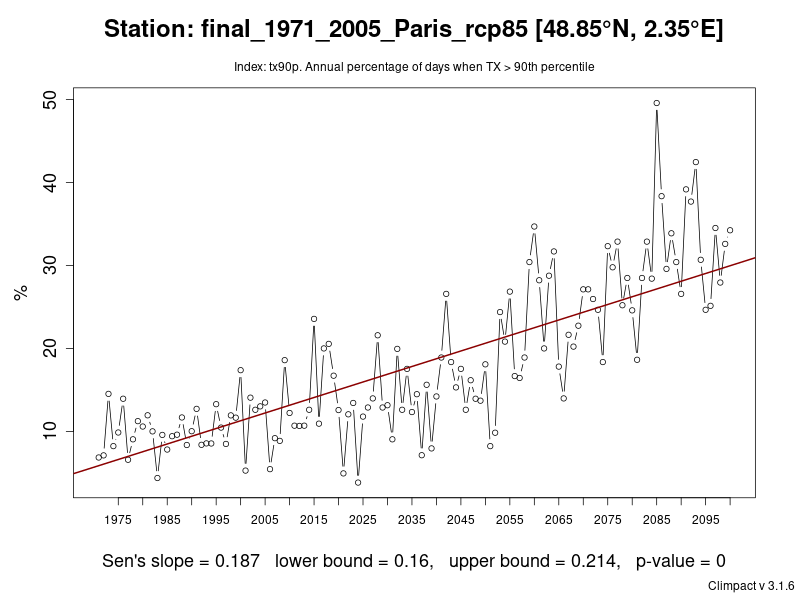 Station: final_1971_2005_Paris_rcp85 [48.85°N, 2.35°E]
Index: tx90p. Annual percentage of days when TX > 90th percentile
50
40
30
20
10
%
1975 1985 1995 2005 2015 2025 2035 2045 2055 2065 2075 2085 2095
Sen's slope = 0.187 lower bound = 0.16, upper bound = 0.214, p-value = 0
Climpact v 3.1.6